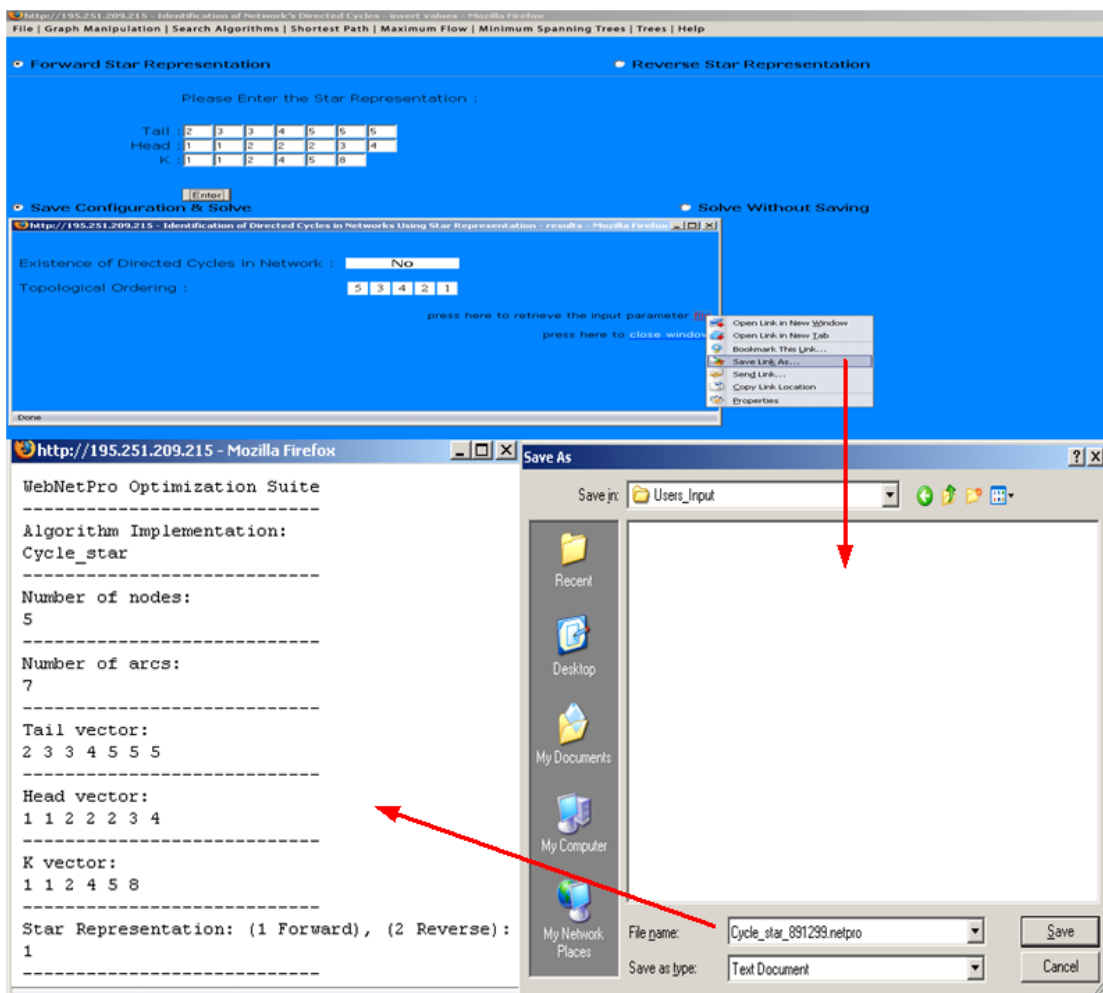 http://195.251.209.215 - Identification of Network's Directed Cycles - insert values - Mozilla Firefox
File | Graph Manipulation | Search Algorithms | Shortest Path | Maximum Flow | Minimum Spanning Trees | Trees | Help
Forward Star Representation
Reverse Star Representation
Please Enter the Star Representation :
Tail : 2 3 3 4 5 5 5
Head : 1 1 2 2 2 3 4
K : 1 1 2 4 5 8
Enter
Save Configuration & Solve
Solve Without Saving
http://195.251.209.215 - Identification of Directed Cycles in Networks Using Star Representation - results - Mozilla Firefox
Existence of Directed Cycles in Network : No
Topological Ordering : 5 3 4 2 1
press here to retrieve the input parameter file
press here to close window
Open Link in New Window
Open Link in New Tab
Bookmark This Link...
Save Link As...
Send Link...
Copy Link Location
Properties
Done
http://195.251.209.215 - Mozilla Firefox
WebNetPro Optimization Suite
----------------------------
Algorithm Implementation:
Cycle_star
----------------------------
Number of nodes:
5
----------------------------
Number of arcs:
7
----------------------------
Tail vector:
2 3 3 4 5 5 5
----------------------------
Head vector:
1 1 2 2 2 3 4
----------------------------
K vector:
1 1 2 4 5 8
----------------------------
Star Representation: (1 Forward), (2 Reverse):
1
----------------------------
Save As
Save in: Users_Input
Recent
Desktop
My Documents
My Computer
My Network Places
File name: Cycle_star_891299.netpro
Save
Save as type: Text Document
Cancel